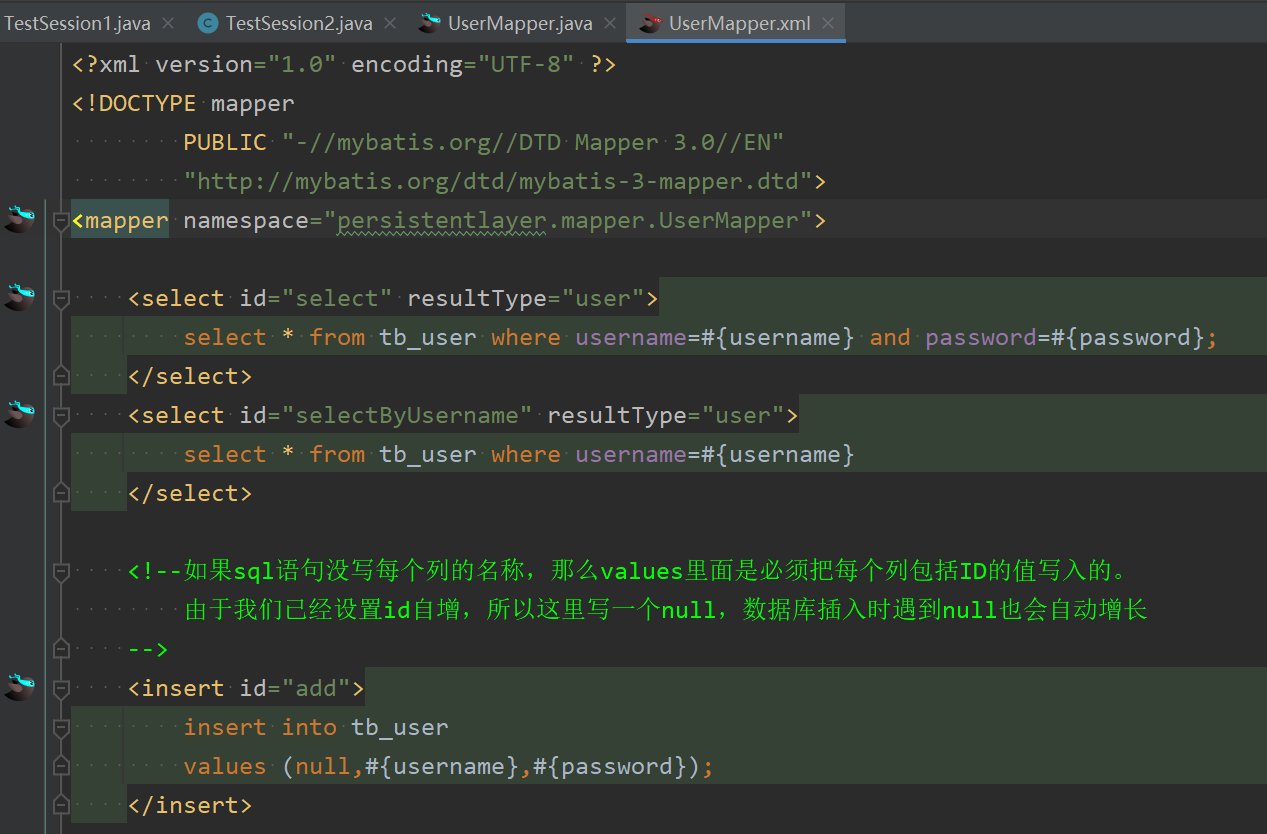 TestSession1.java TestSession2.java UserMapper.java UserMapper.xml
<?xml version="1.0" encoding="UTF-8" ?>
<!DOCTYPE mapper
        PUBLIC "-//mybatis.org//DTD Mapper 3.0//EN"
        "http://mybatis.org/dtd/mybatis-3-mapper.dtd">
<mapper namespace="persistentlayer.mapper.UserMapper">
    <select id="select" resultType="user">
        select * from tb_user where username=#{username} and password=#{password};
    </select>
    <select id="selectByUsername" resultType="user">
        select * from tb_user where username=#{username}
    </select>
    <!--如果sql语句没写每个列的名称，那么values里面是必须把每个列包括ID的值写入的。
        由于我们已经设置id自增，所以这里写一个null，数据库插入时遇到null也会自动增长
    -->
    <insert id="add">
        insert into tb_user
        values (null,#{username},#{password});
    </insert>